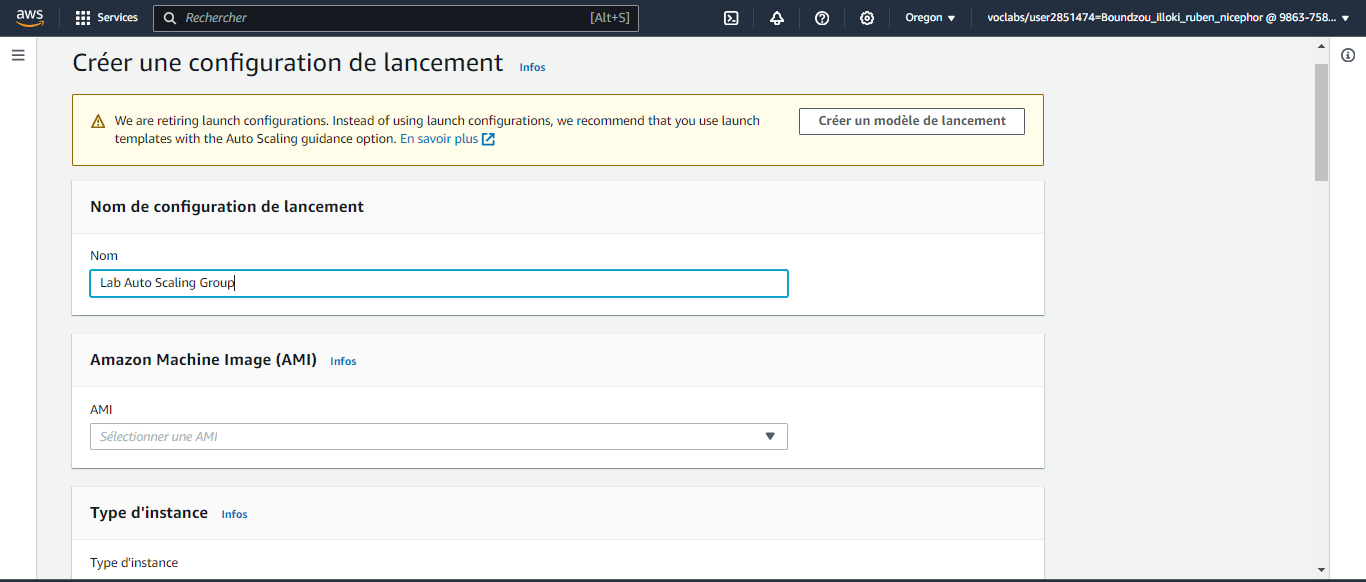 aws Services Rechercher [Alt+S] Oregon voclabs/user2851474=Boundzou_illoki_ruben_nicephor @ 9863-758...
Créer une configuration de lancement Infos
We are retiring launch configurations. Instead of using launch configurations, we recommend that you use launch
templates with the Auto Scaling guidance option. En savoir plus
Créer un modèle de lancement
Nom de configuration de lancement
Nom
Lab Auto Scaling Group
Amazon Machine Image (AMI) Infos
AMI
Sélectionner une AMI
Type d'instance Infos
Type d'instance